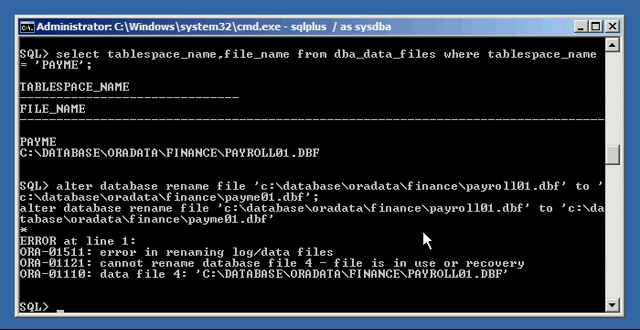 Administrator: C:\Windows\system32\cmd.exe - sqlplus / as sysdba
SQL> select tablespace_name,file_name from dba_data_files where tablespace_name
= 'PAYME';
TABLESPACE_NAME
------------------------------
FILE_NAME
--------------------------------------------------------------------------------
PAYME
C:\DATABASE\ORADATA\FINANCE\PAYROLL01.DBF
SQL> alter database rename file 'c:\database\oradata\finance\payroll01.dbf' to '
c:\database\oradata\finance\payme01.dbf';
alter database rename file 'c:\database\oradata\finance\payroll01.dbf' to 'c:\da
tabase\oradata\finance\payme01.dbf'
*
ERROR at line 1:
ORA-01511: error in renaming log/data files
ORA-01121: cannot rename database file 4 - file is in use or recovery
ORA-01110: data file 4: 'C:\DATABASE\ORADATA\FINANCE\PAYROLL01.DBF'
SQL> _